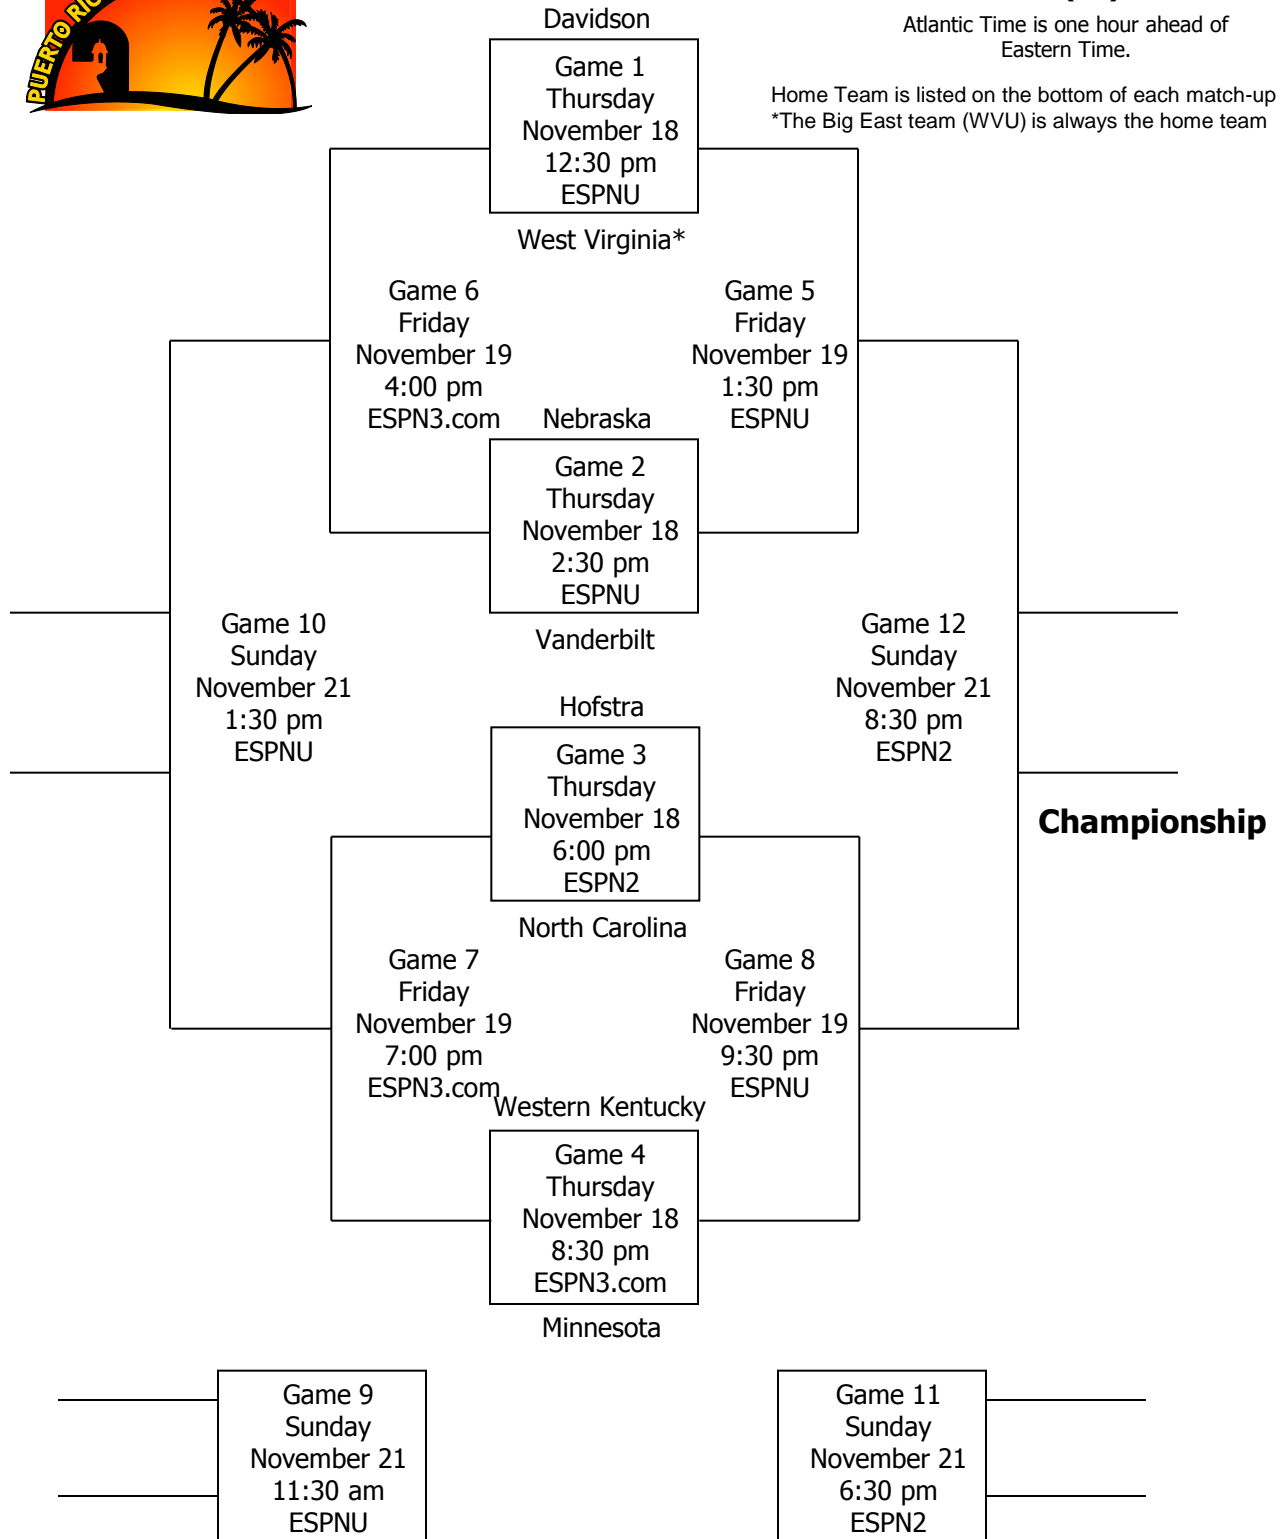 PUERTO RIC
Davidson
Atlantic Time is one hour ahead of
Eastern Time.
Home Team is listed on the bottom of each match-up
*The Big East team (WVU) is always the home team
Game 1
Thursday
November 18
12:30 pm
ESPNU
West Virginia*
Game 6
Friday
November 19
4:00 pm
ESPN3.com
Game 5
Friday
November 19
1:30 pm
ESPNU
Nebraska
Game 2
Thursday
November 18
2:30 pm
ESPNU
Vanderbilt
Game 10
Sunday
November 21
1:30 pm
ESPNU
Game 12
Sunday
November 21
8:30 pm
ESPN2
Hofstra
Game 3
Thursday
November 18
6:00 pm
ESPN2
North Carolina
Championship
Game 7
Friday
November 19
7:00 pm
ESPN3.com
Game 8
Friday
November 19
9:30 pm
ESPNU
Western Kentucky
Game 4
Thursday
November 18
8:30 pm
ESPN3.com
Minnesota
Game 9
Sunday
November 21
11:30 am
ESPNU
Game 11
Sunday
November 21
6:30 pm
ESPN2